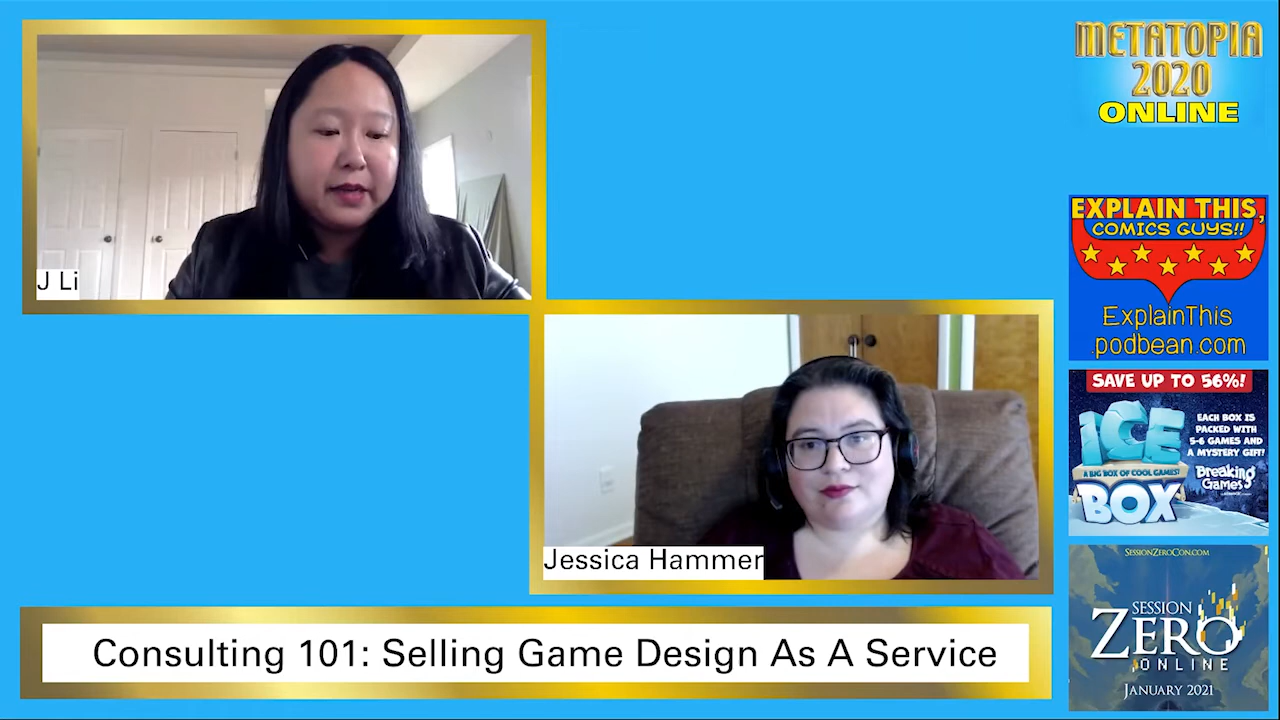 J Li
Jessica Hammer
Consulting 101: Selling Game Design As A Service
METATOPIA
2020
ONLINE
EXPLAIN THIS,
COMICS GUYS!!
ExplainThis
.podbean.com
SAVE UP TO 56%!
ICE
A BIG BOX OF COOL GAMES!
BOX
EACH BOX IS
PACKED WITH
5-6 GAMES AND
A MYSTERY GIFT!
Breaking
Games
SESSIONZEROCON.COM
SESSION
ZERO
ONLINE
JANUARY 2021